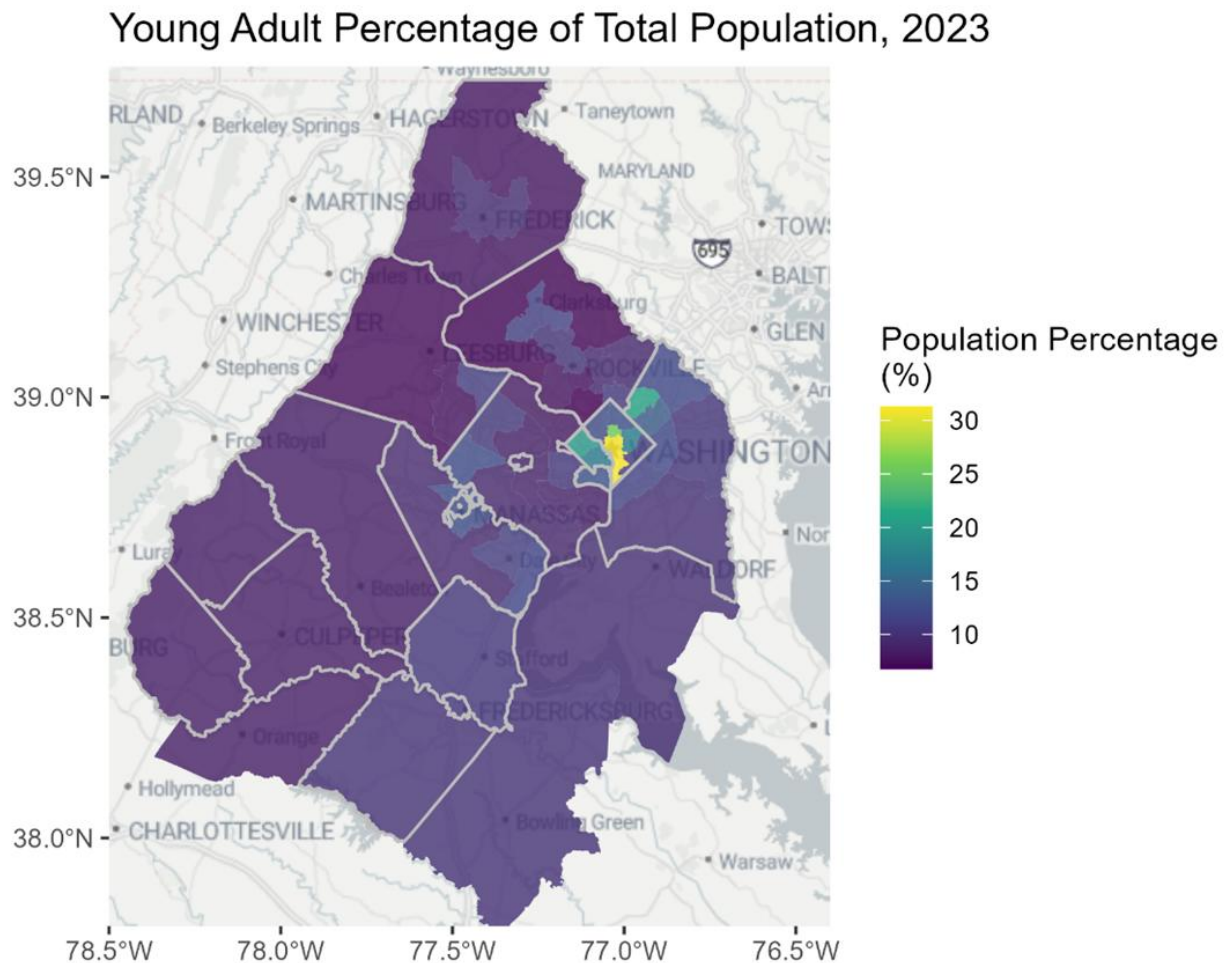 Young Adult Percentage of Total Population, 2023
Waynesboro
RLAND
Berkeley Springs
HAGERSTOWN
Taneytown
39.5°N
MARYLAND
MARTINSBURG
FREDERICK
TOWS
695
Charles Town
BALTI
Clarksburg
WINCHESTER
GLEN
Population Percentage
(%)
LEESBURG
Stephens City
ROCKVILLE
39.0°N
30
Front Royal
WASHINGTON
25
MANASSAS
20
Nor
Luray
Dale City
WALDORF
15
Bealeton
38.5°N
10
CULPEPER
BURG
Stafford
FREDERICKSBURG
Orange
Hollymead
Bowling Green
38.0°N
CHARLOTTESVILLE
Warsaw
78.5°W 78.0°W 77.5°W 77.0°W 76.5°W